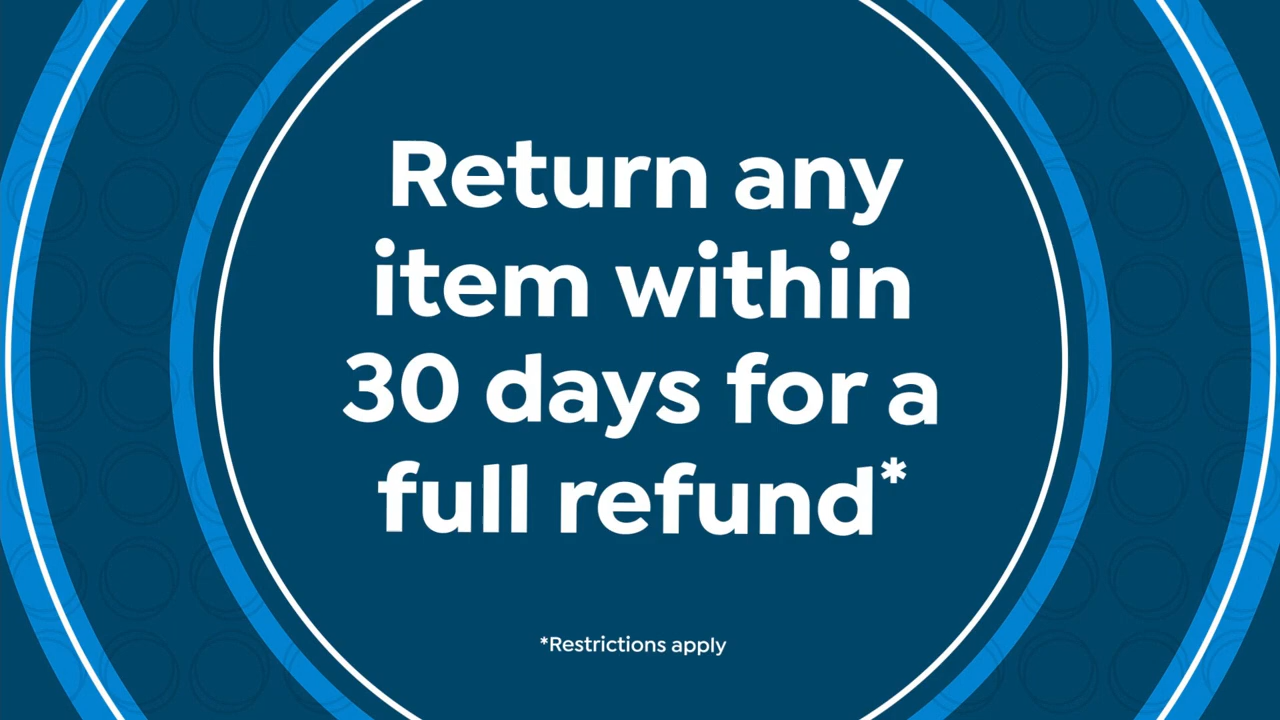 Return any
item within
30 days for a
full refund*
*Restrictions apply